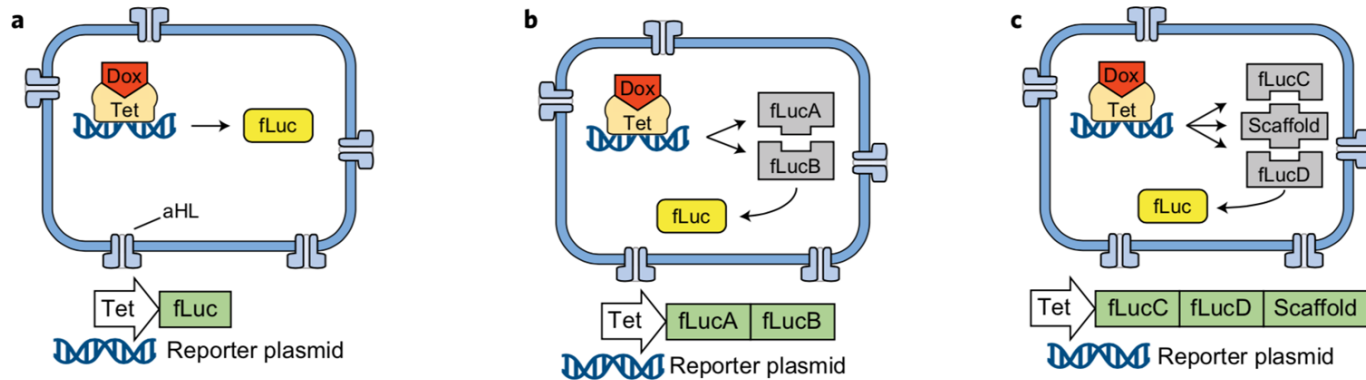 a
Dox
Tet
fLuc
aHL
Tet
fLuc
Reporter plasmid
b
Dox
Tet
fLucA
fLucB
fLuc
Tet
fLucA
fLucB
Reporter plasmid
c
Dox
Tet
fLucC
Scaffold
fLucD
fLuc
Tet
fLucC
fLucD
Scaffold
Reporter plasmid